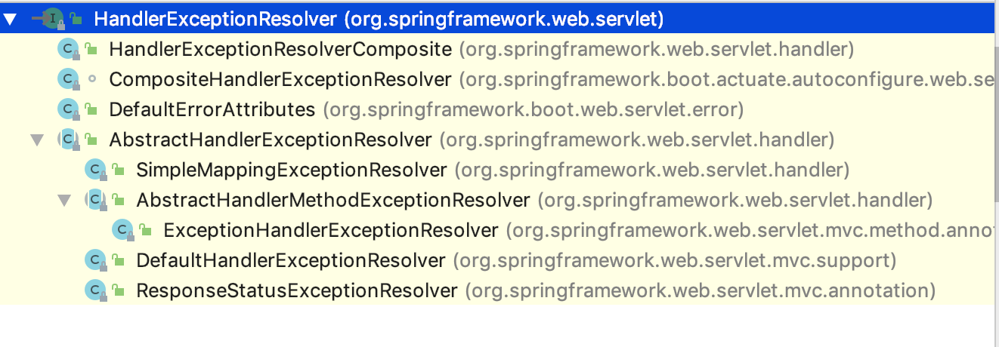 HandlerExceptionResolver (org.springframework.web.servlet)
HandlerExceptionResolverComposite (org.springframework.web.servlet.handler)
CompositeHandlerExceptionResolver (org.springframework.boot.actuate.autoconfigure.web.se
DefaultErrorAttributes (org.springframework.boot.web.servlet.error)
AbstractHandlerExceptionResolver (org.springframework.web.servlet.handler)
SimpleMappingExceptionResolver (org.springframework.web.servlet.handler)
AbstractHandlerMethodExceptionResolver (org.springframework.web.servlet.handler)
ExceptionHandlerExceptionResolver (org.springframework.web.servlet.mvc.method.anno
DefaultHandlerExceptionResolver (org.springframework.web.servlet.mvc.support)
ResponseStatusExceptionResolver (org.springframework.web.servlet.mvc.annotation)